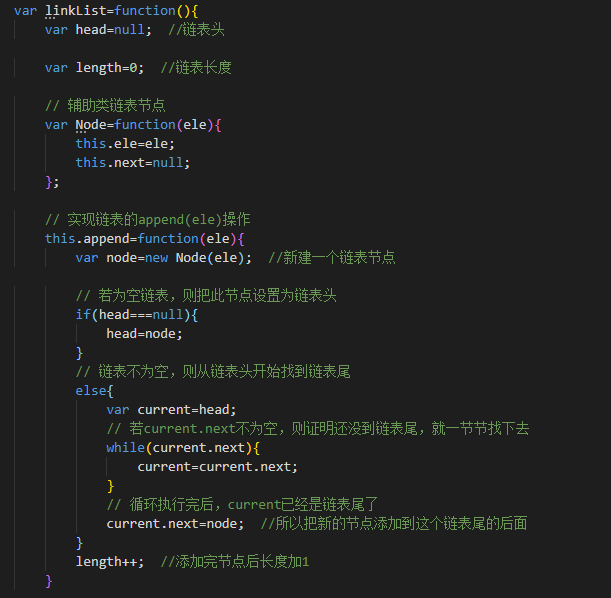 var linkList=function(){
var head=null;  //链表头
var length=0;  //链表长度
// 辅助类链表节点
var Node=function(ele){
this.ele=ele;
this.next=null;
};
// 实现链表的append(ele)操作
this.append=function(ele){
var node=new Node(ele);  //新建一个链表节点
// 若为空链表，则把此节点设置为链表头
if(head===null){
head=node;
}
// 链表不为空，则从链表头开始找到链表尾
else{
var current=head;
// 若current.next不为空，则证明还没到链表尾，就一节节找下去
while(current.next){
current=current.next;
}
// 循环执行完后，current已经是链表尾了
current.next=node;  //所以把新的节点添加到这个链表尾的后面
}
length++;  //添加完节点后长度加1
}